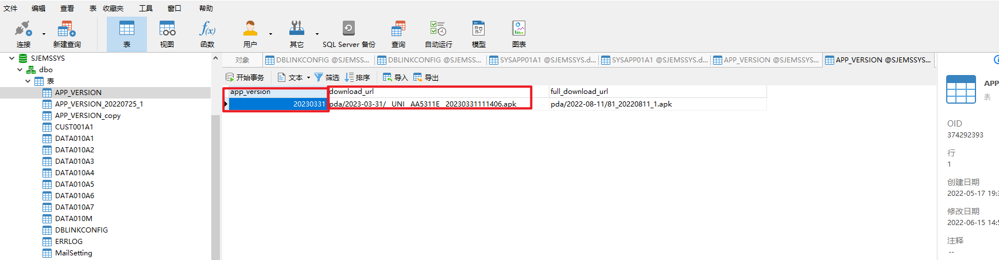 文件 编辑 查看 表 收藏夹 工具 窗口 帮助
连接 新建查询 表 视图 函数 用户 其它 SQL Server 备份 查询 自动运行 模型 图表
SJEMSSYS
dbo
表
APP_VERSION
APP_VERSION_20220725_1
APP_VERSION_copy
CUST001A1
DATA010A1
DATA010A2
DATA010A3
DATA010A4
DATA010A5
DATA010A6
DATA010A7
DATA010M
DBLINKCONFIG
ERRLOG
MailSetting
对象 DBLINKCONFIG @SJEMSS... DBLINKCONFIG @SJEMSS... SYSAPP01A1 @SJEMSSYS.d... SYSAPP01A1 @SJEMSSYS.d... APP_VERSION @SJEMSSYS... APP_VERSION @SJEMSSYS...
开始事务 文本 筛选 排序 导入 导出
app_version download_url full_download_url
20230331 pda/2023-03-31/__UNI__AA5311E__20230331111406.apk pda/2022-08-11/81_20220811_1.apk
APP
表
OID
374292393
行
1
创建日期
2022-05-17 19:3
修改日期
2022-06-15 14:5
注释
--